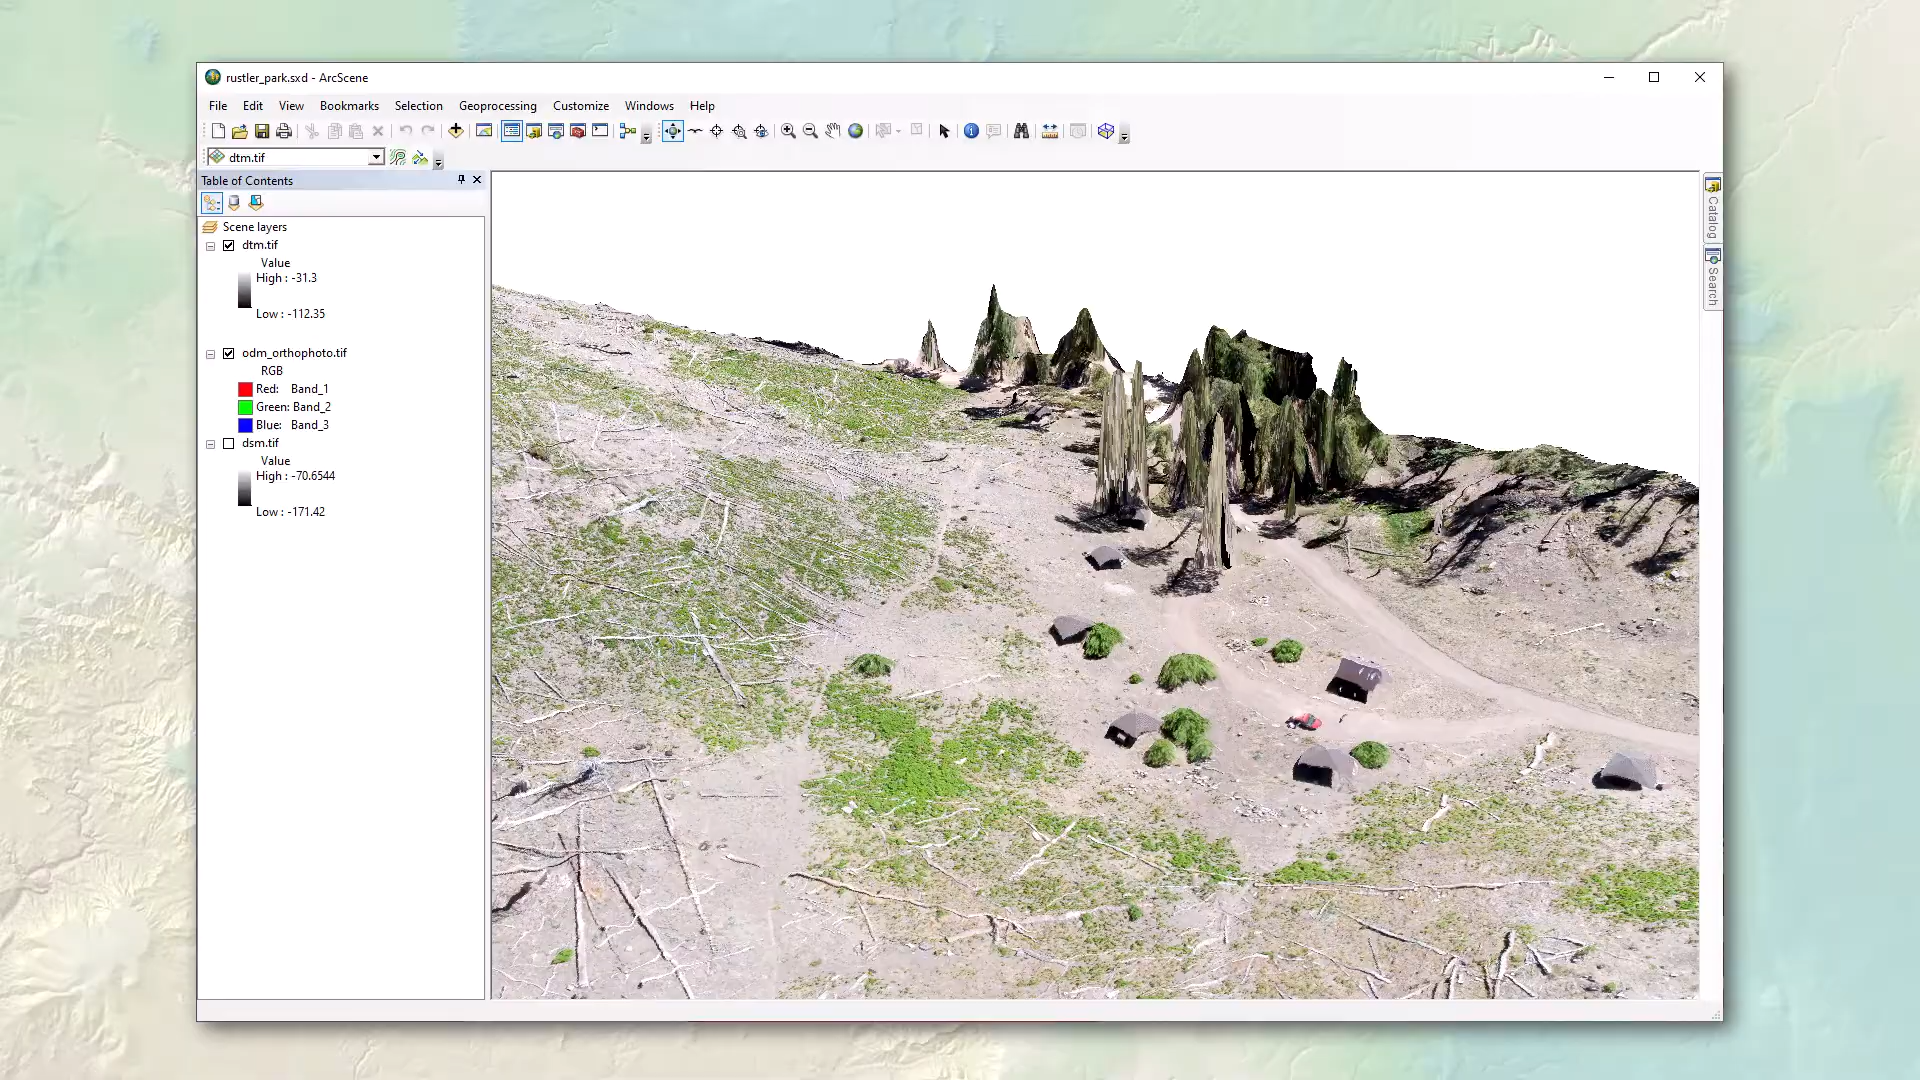 rustler_park.sxd - ArcScene
File Edit View Bookmarks Selection Geoprocessing Customize Windows Help
dtm.tif
Table of Contents
Scene layers
dtm.tif
Value
High : -31.3
Low : -112.35
odm_orthophoto.tif
RGB
Red: Band_1
Green: Band_2
Blue: Band_3
dsm.tif
Value
High : -70.6544
Low : -171.42
Catalog
Search